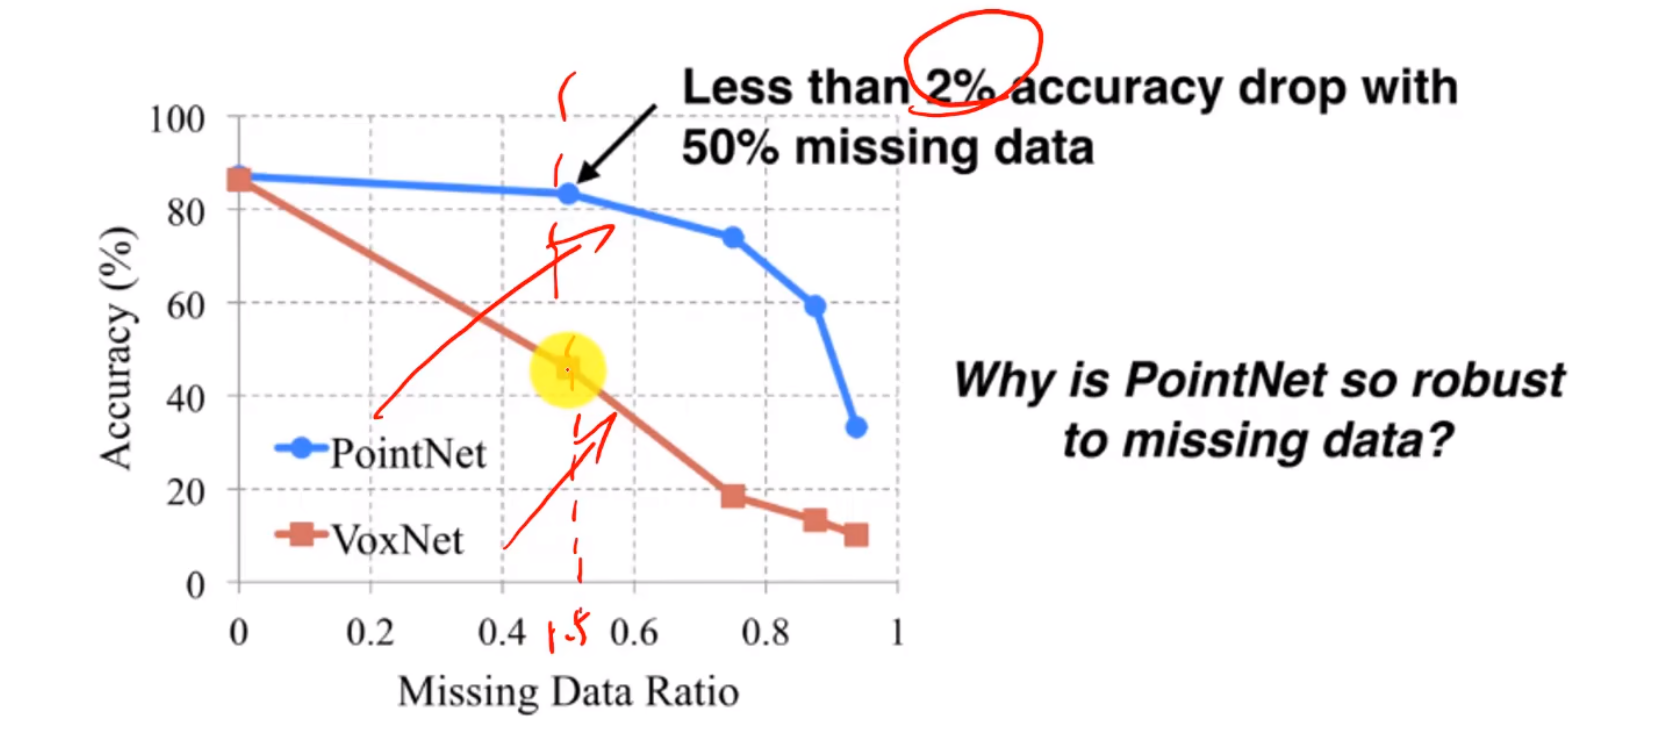 Less than 2% accuracy drop with
50% missing data
100
80
60
40
20
0
Accuracy (%)
PointNet
VoxNet
0 0.2 0.4 1.5 0.6 0.8 1
Missing Data Ratio
Why is PointNet so robust
to missing data?